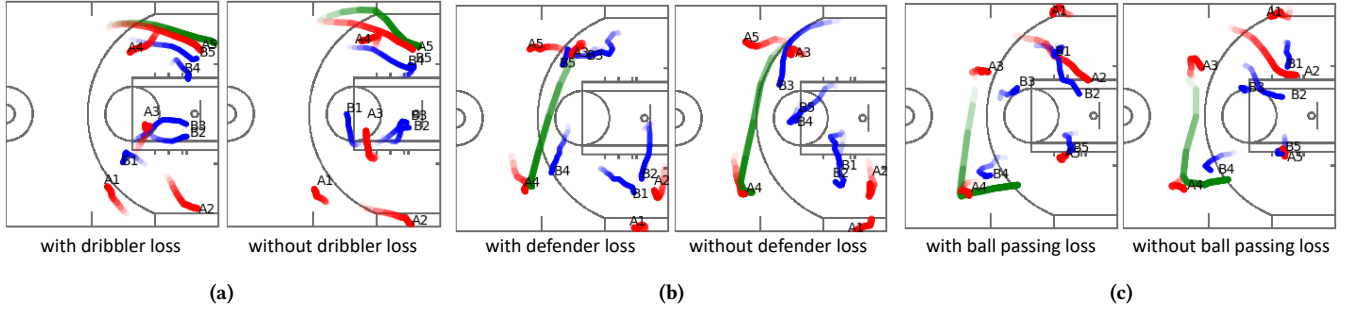 A4
A5
B5
B4
A3
B3
B2
B1
A1
A2
with dribbler loss
A4
A5
B5
B4
B1
A3
B3
B2
A1
A2
without dribbler loss
(a)
A5
A3
B3
B5
B4
A4
B2
A2
B1
A1
with defender loss
A5
A3
B3
B5
B4
B1
B2
A4
A2
A1
without defender loss
(b)
A1
B1
A3
A2
B3
B2
B5
A5
B4
A4
with ball passing loss
A1
B1
A3
A2
B3
B2
B5
A5
B4
A4
without ball passing loss
(c)